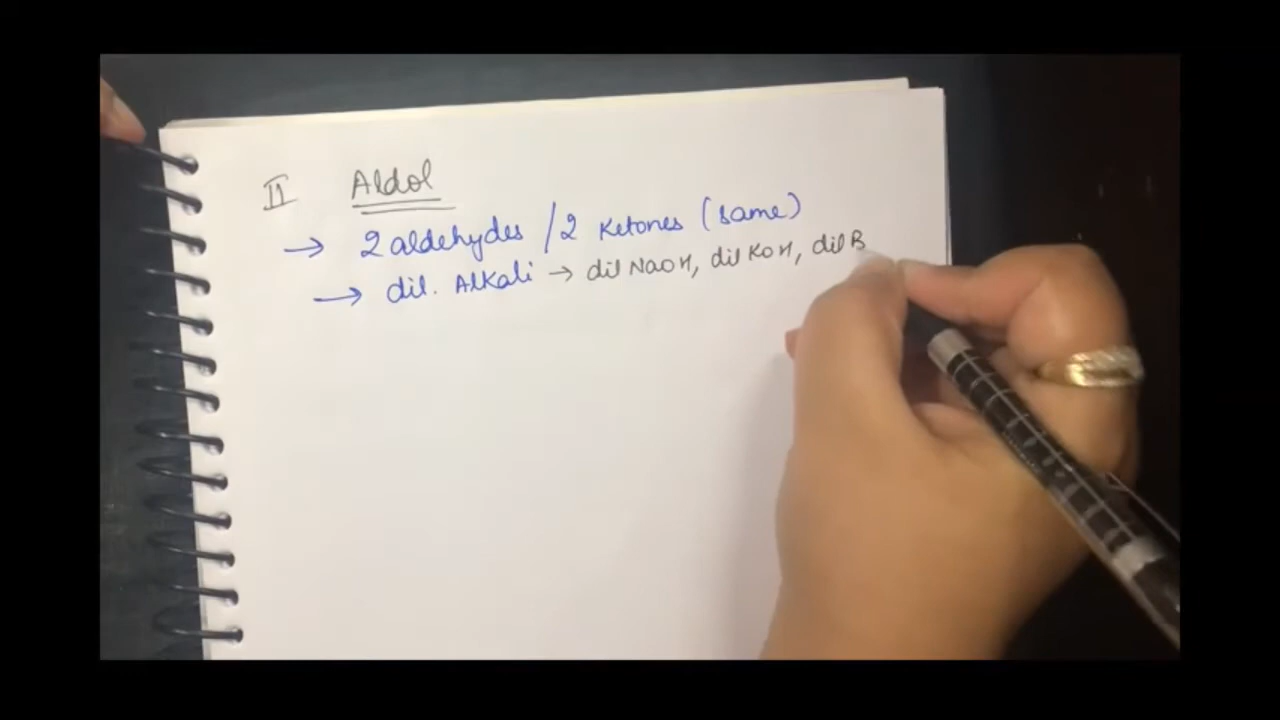 II Aldol
→ 2 aldehydes / 2 Ketones (same)
→ dil. Alkali → dil NaOH, dil KOH, dil B